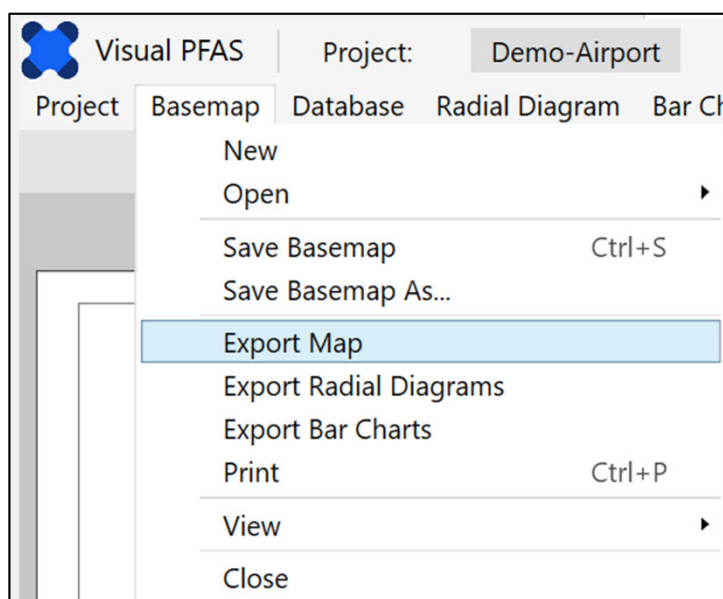 Visual PFAS Project: Demo-Airport
Project Basemap Database Radial Diagram Bar
New
Open
Save Basemap Ctrl+S
Save Basemap As...
Export Map
Export Radial Diagrams
Export Bar Charts
Print Ctrl+P
View
Close